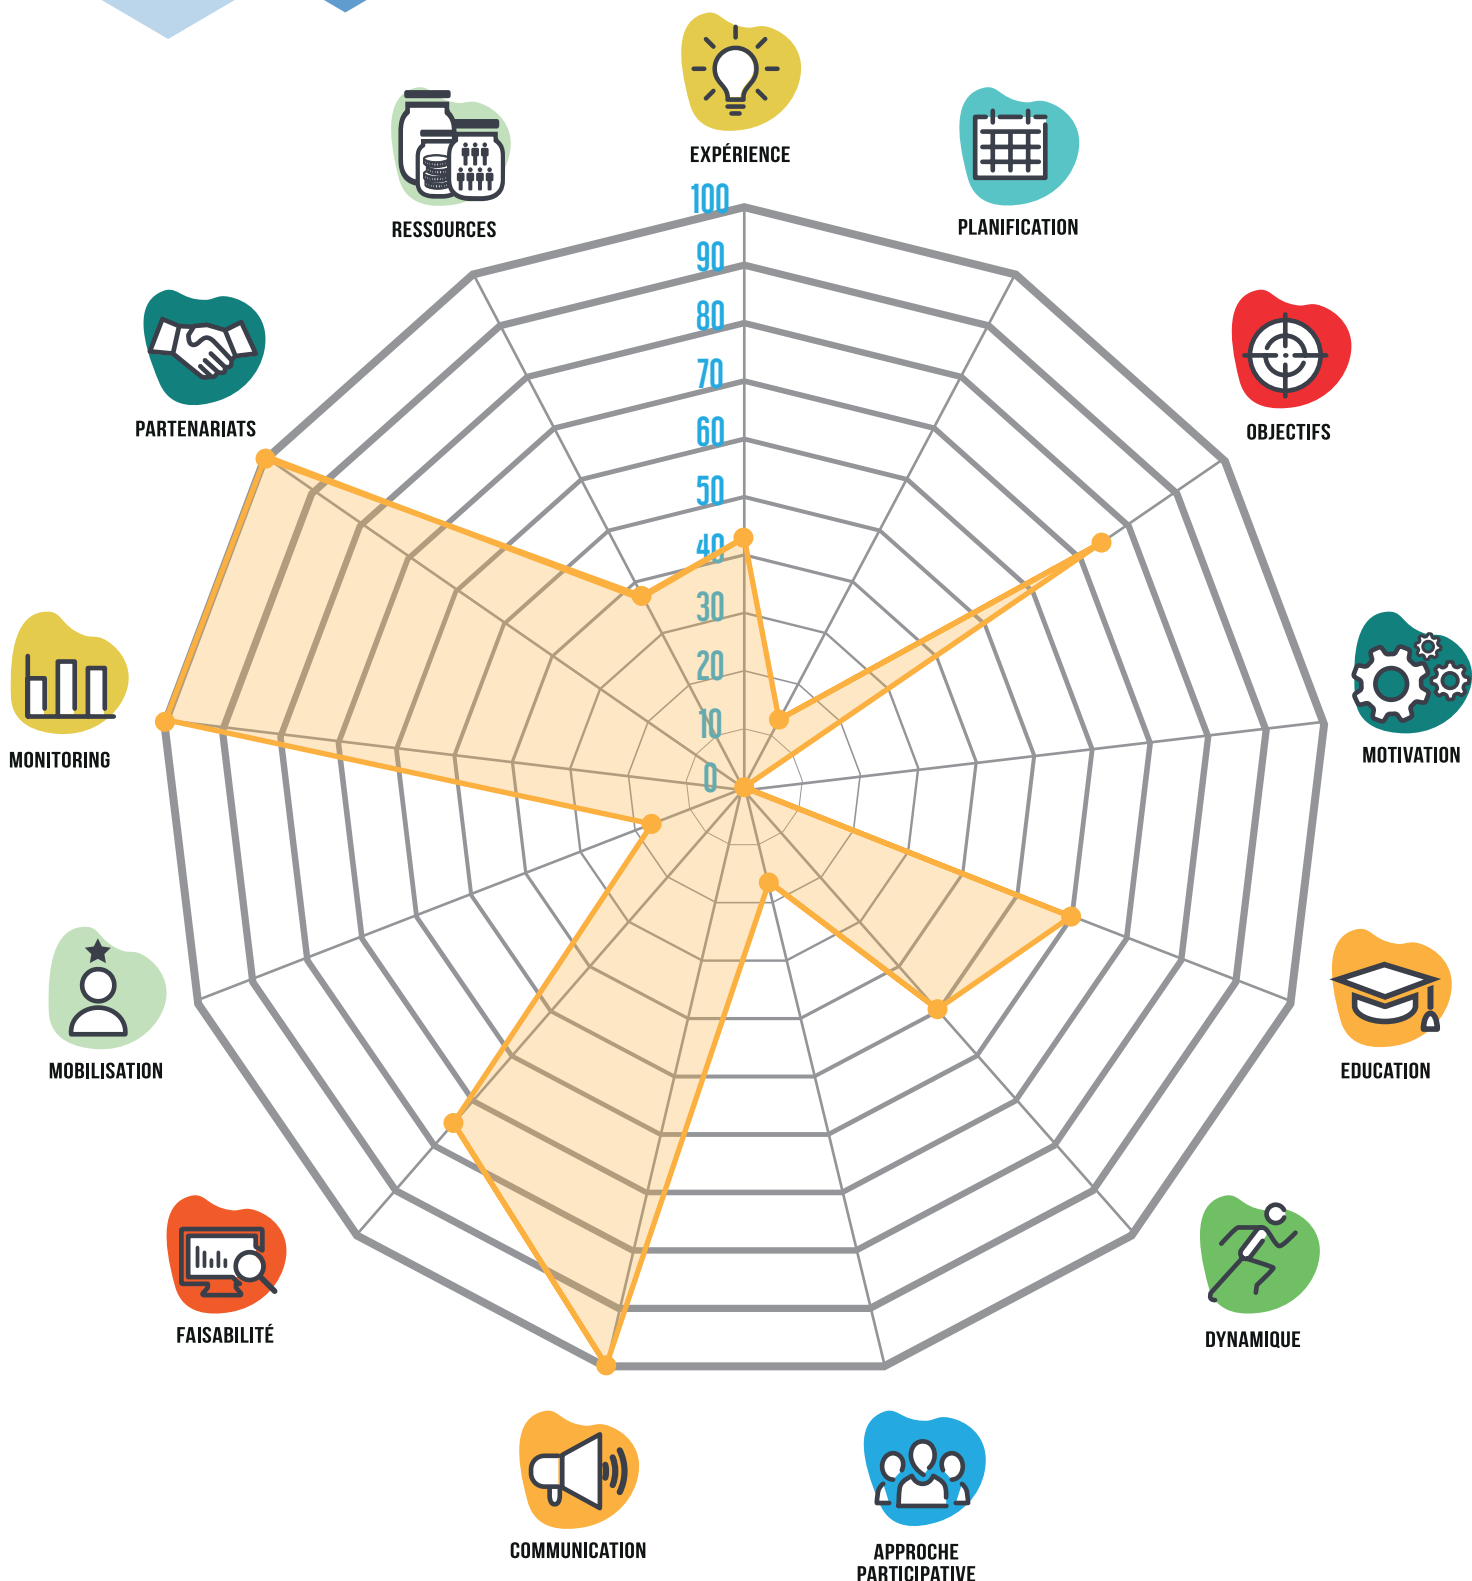 EXPÉRIENCE
PLANIFICATION
RESSOURCES
100
90
80
70
60
50
40
30
20
10
0
PARTENARIATS
OBJECTIFS
MONITORING
MOTIVATION
MOBILISATION
EDUCATION
FAISABILITÉ
DYNAMIQUE
COMMUNICATION
APPROCHE
PARTICIPATIVE